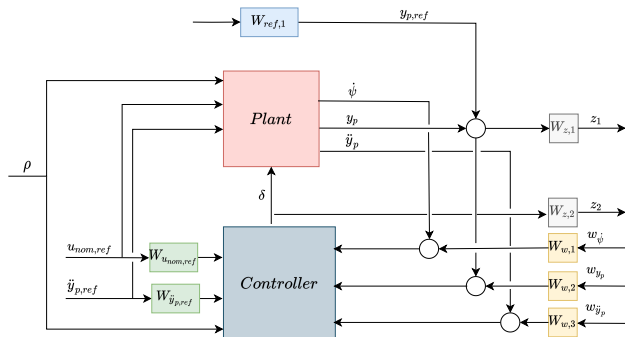 W_{ref,1}
y_{p,ref}
Plant
ψ̇
y_p
ÿ_p
W_{z,1}
z_1
ρ
δ
W_{z,2}
z_2
u_{nom,ref}
W_{u_{nom,ref}}
ÿ_{p,ref}
W_{ÿ_{p,ref}}
Controller
w_{ψ̇}
W_{w,1}
w_{y_p}
W_{w,2}
w_{ÿ_p}
W_{w,3}